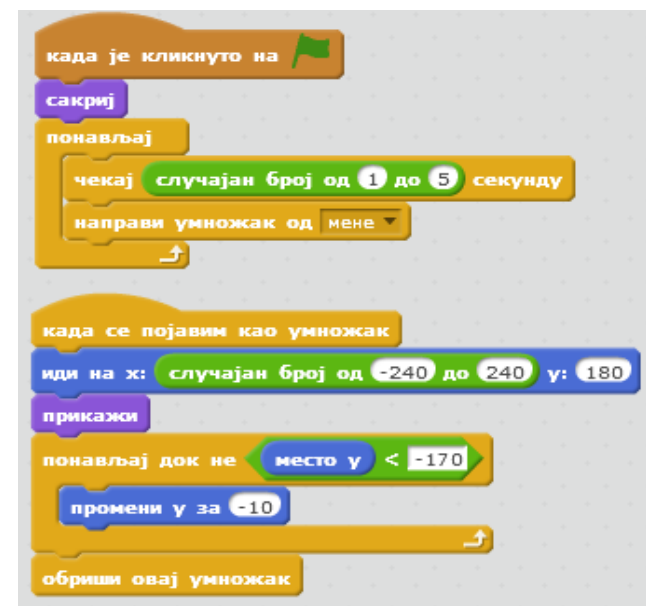 када је кликнуто на
сакриј
понављај
чекај случајан број од 1 до 5 секунду
направи умножак од мене
када се појавим као умножак
иди на x: случајан број од -240 до 240 y: 180
прикажи
понављај док не место y < -170
промени y за -10
обриши овај умножак